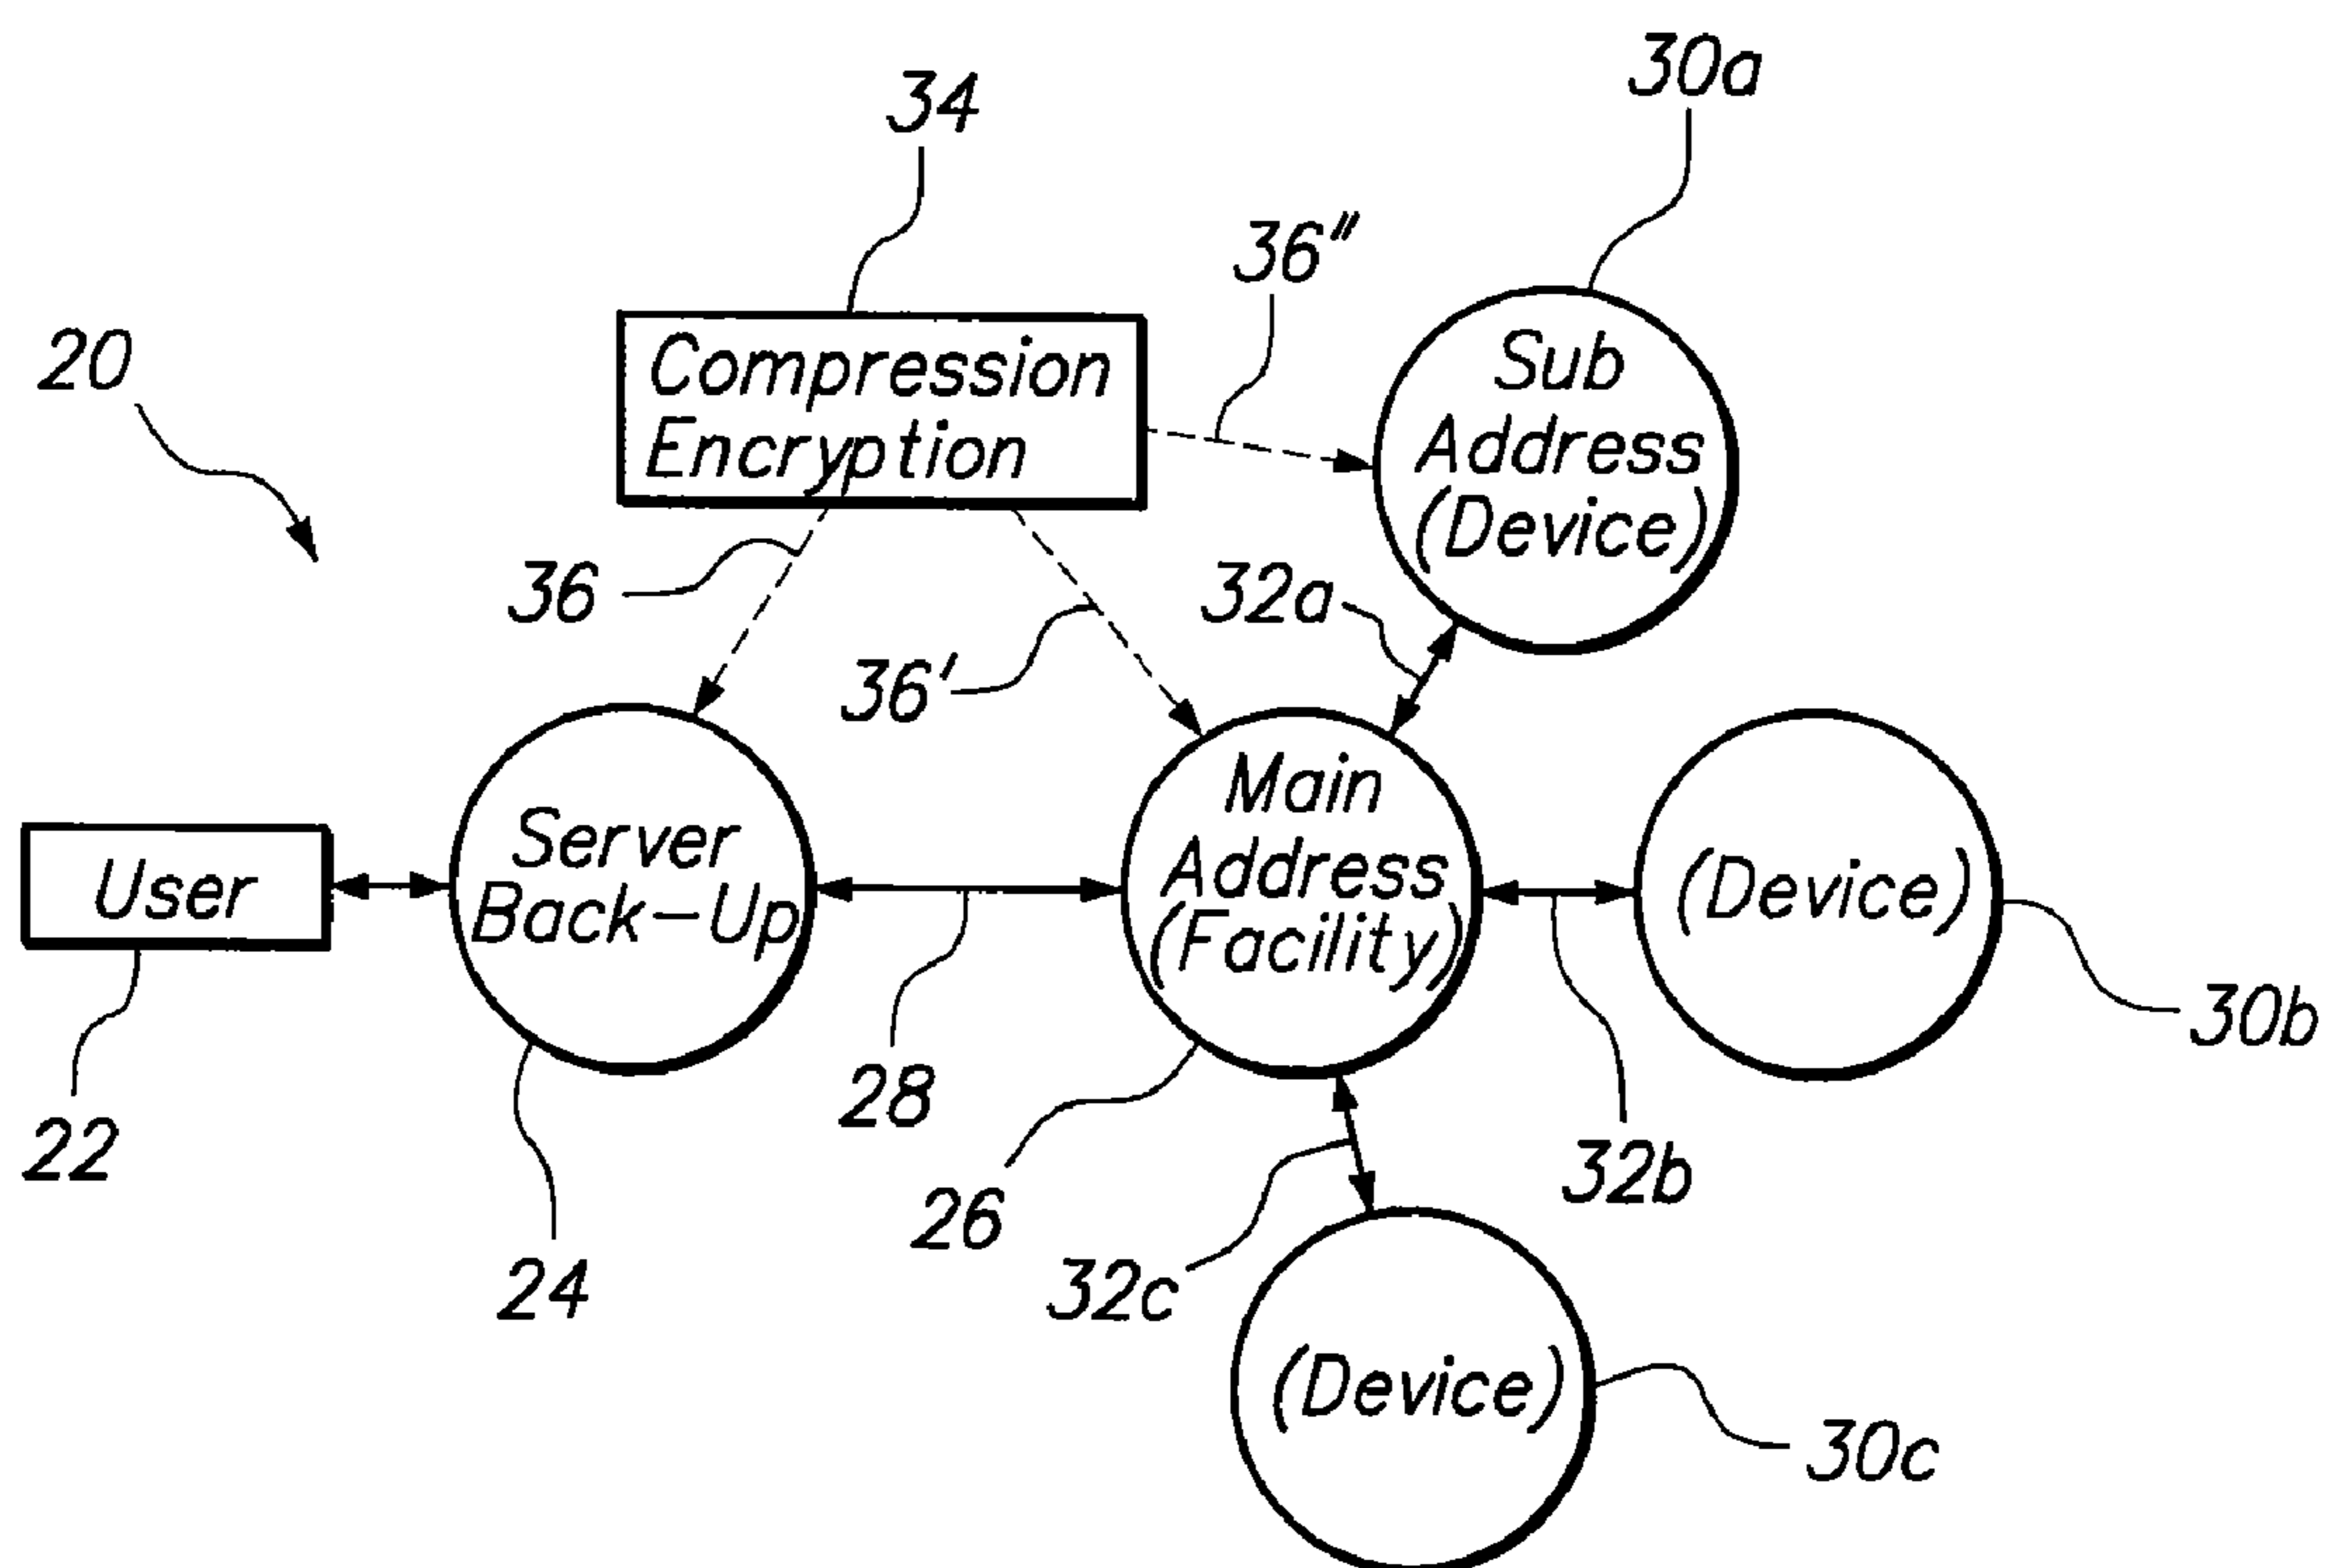 30a
34
36"
20
Compression
Encryption
Sub
Address
(Device)
36
32a
36'
Main
Address
(Facility)
Server
Back-Up
User
(Device)
30b
28
22
32b
26
24
32c
(Device)
30c